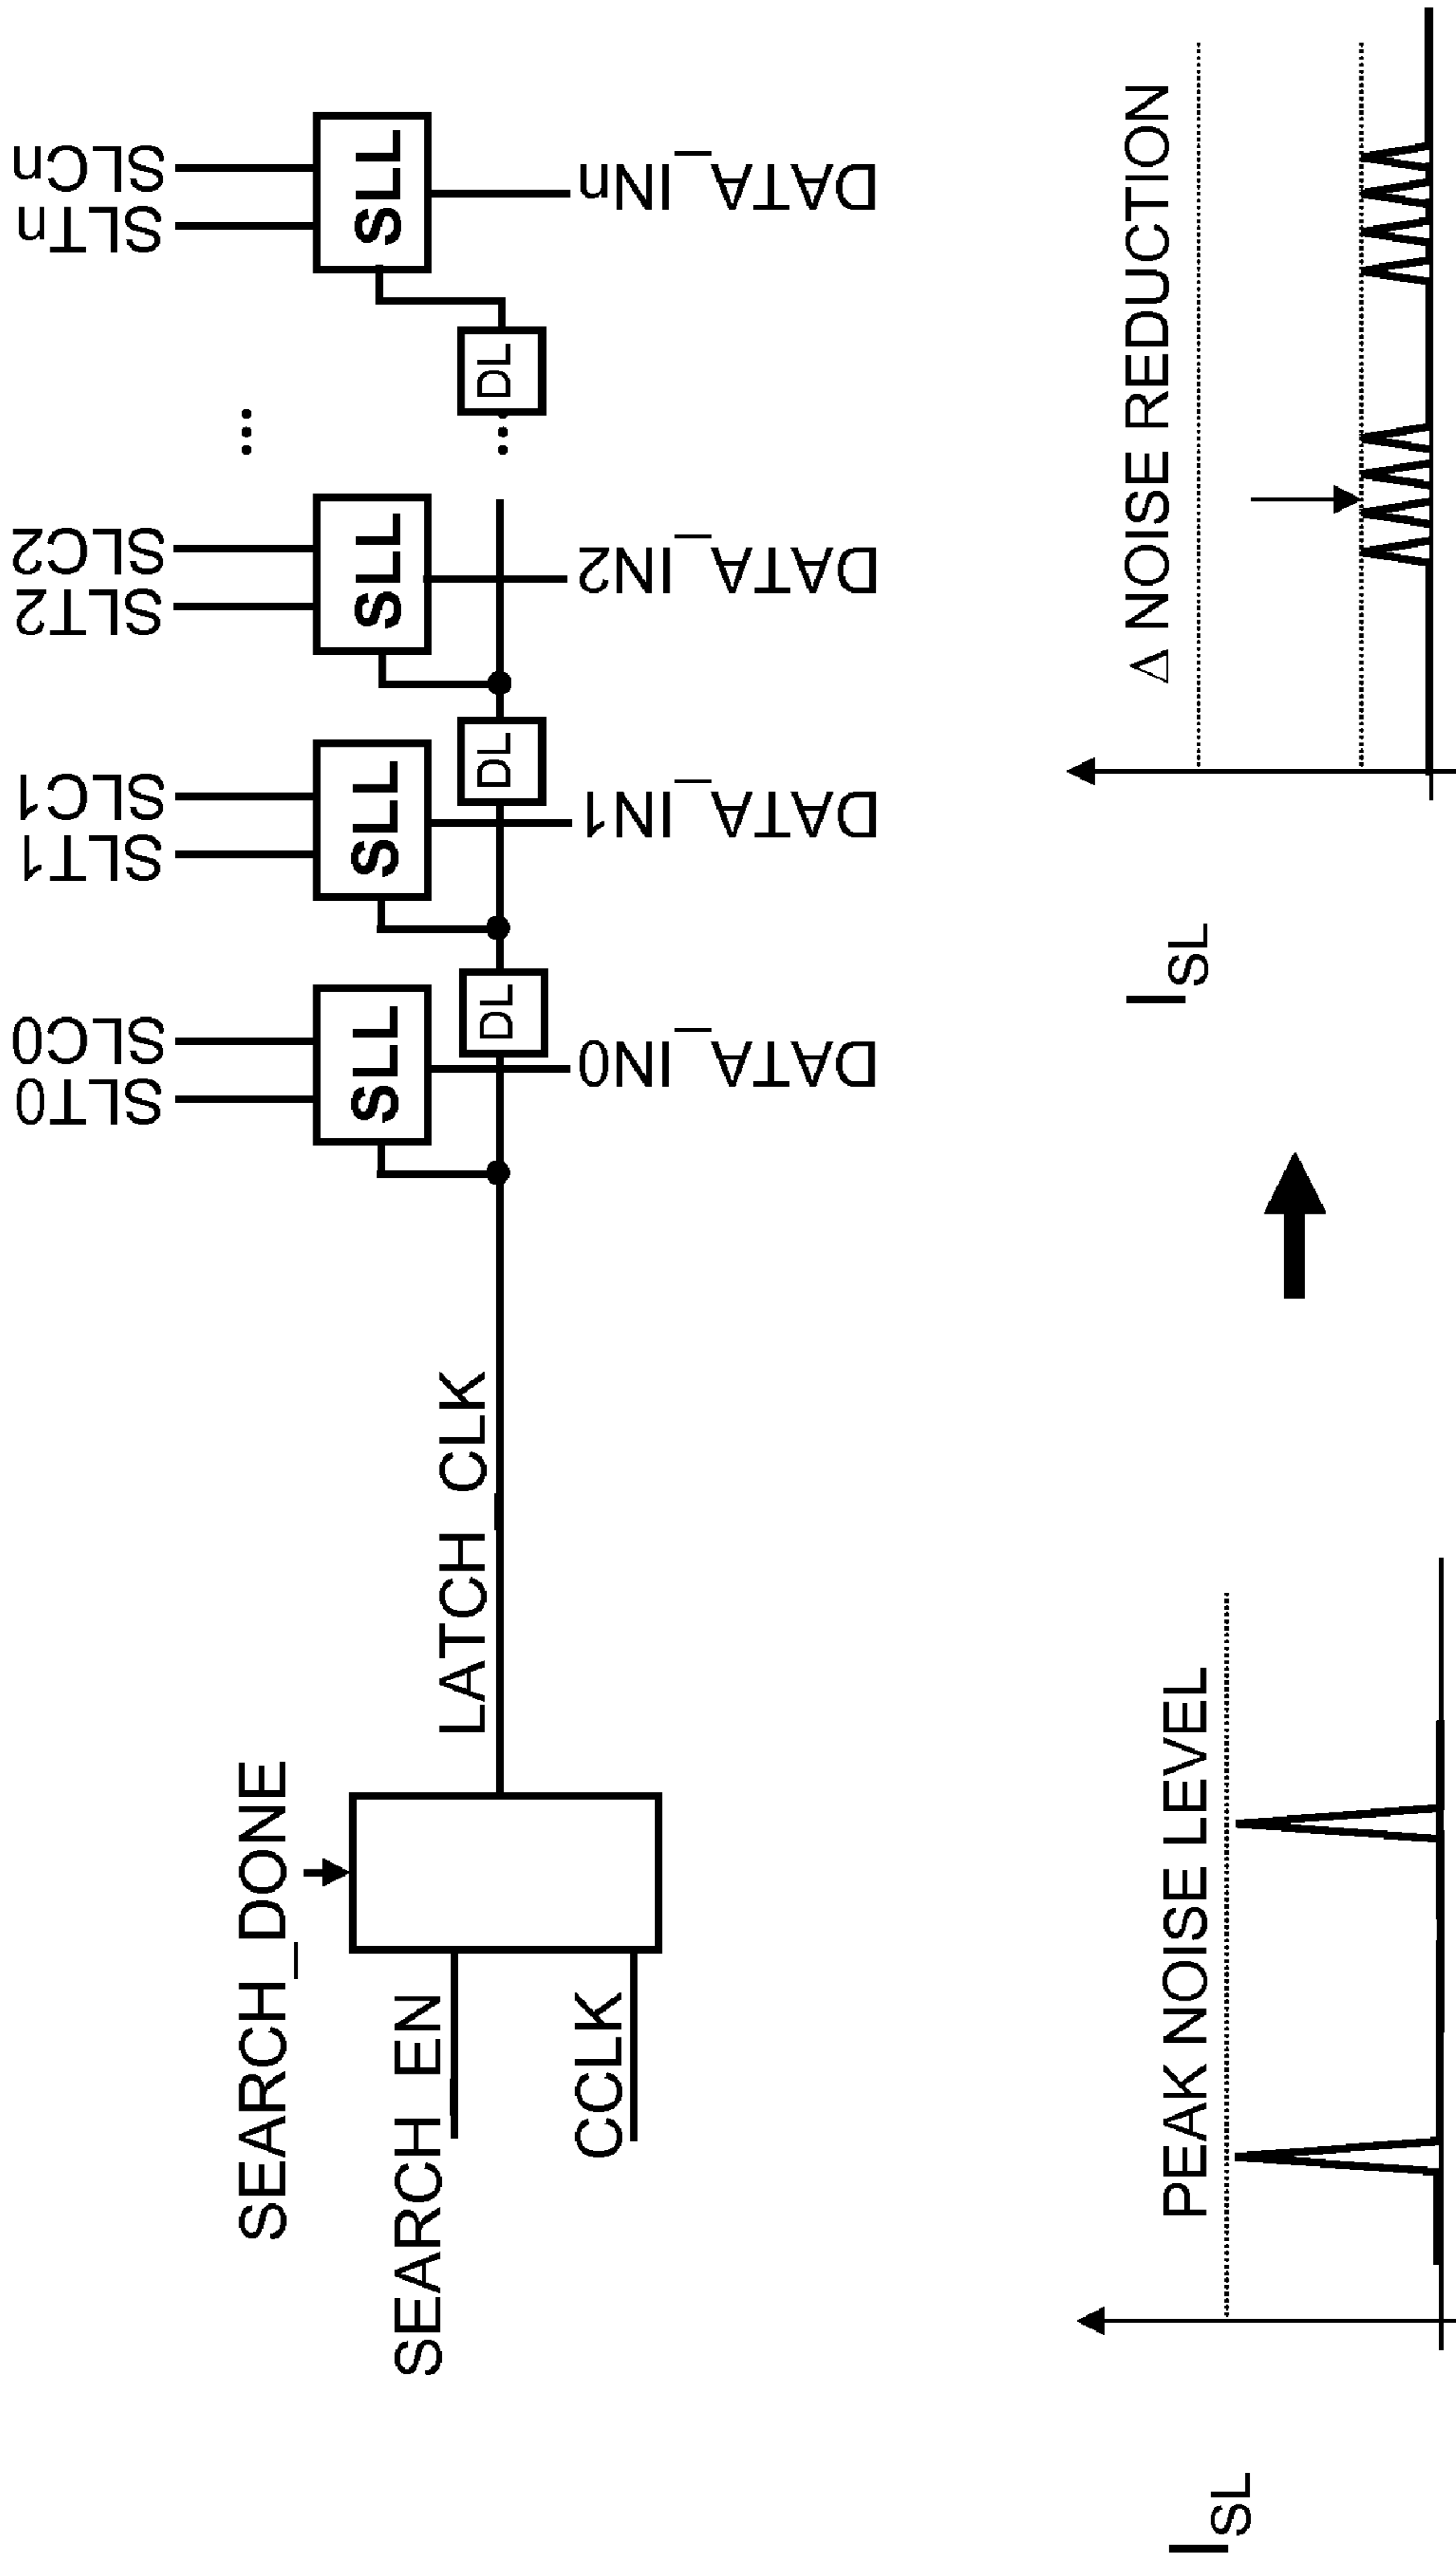 SLT0
SLC0
SLT1
SLC1
SLT2
SLC2
...
SLTn
SLCn
SEARCH_DONE
SLL
SLL
SLL
SLL
SEARCH_EN
LATCH_CLK
DL
DL
...
DL
CCLK
DATA_IN0
DATA_IN1
DATA_IN2
DATA_INn
PEAK NOISE LEVEL
Δ NOISE REDUCTION
ISL
ISL